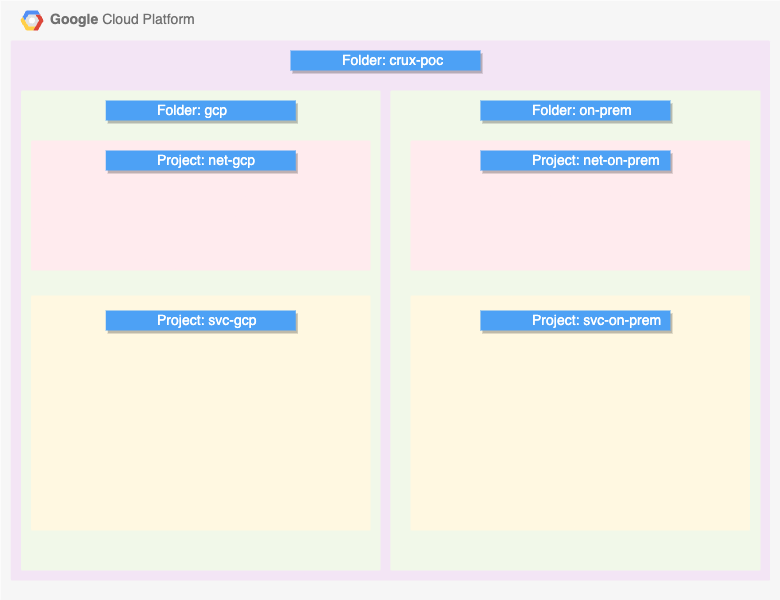 Google Cloud Platform
Folder: crux-poc
Folder: gcp
Project: net-gcp
Project: svc-gcp
Folder: on-prem
Project: net-on-prem
Project: svc-on-prem